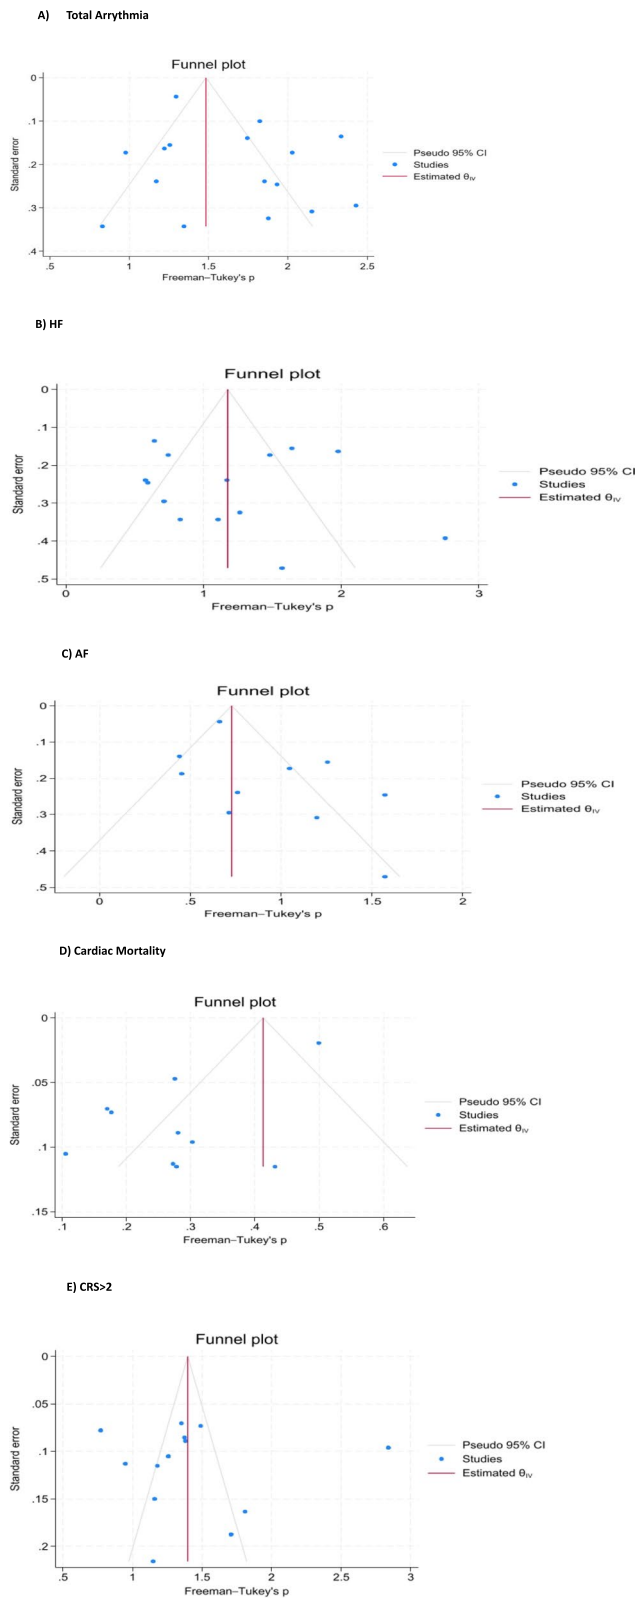 A) Total Arrythmia
Funnel plot
0
.1
.2
.3
.4
Standard error
.5 1 1.5 2 2.5
Freeman–Tukey's p
Pseudo 95% CI
Studies
Estimated θIV
B) HF
Funnel plot
0
.1
.2
.3
.4
.5
Standard error
0 1 2 3
Freeman–Tukey's p
Pseudo 95% CI
Studies
Estimated θIV
C) AF
Funnel plot
0
.1
.2
.3
.4
.5
Standard error
0 .5 1 1.5 2
Freeman–Tukey's p
Pseudo 95% CI
Studies
Estimated θIV
D) Cardiac Mortality
Funnel plot
0
.05
.1
.15
Standard error
.1 .2 .3 .4 .5 .6
Freeman–Tukey's p
Pseudo 95% CI
Studies
Estimated θIV
E) CRS>2
Funnel plot
0
.05
.1
.15
.2
Standard error
.5 1 1.5 2 2.5 3
Freeman–Tukey's p
Pseudo 95% CI
Studies
Estimated θIV